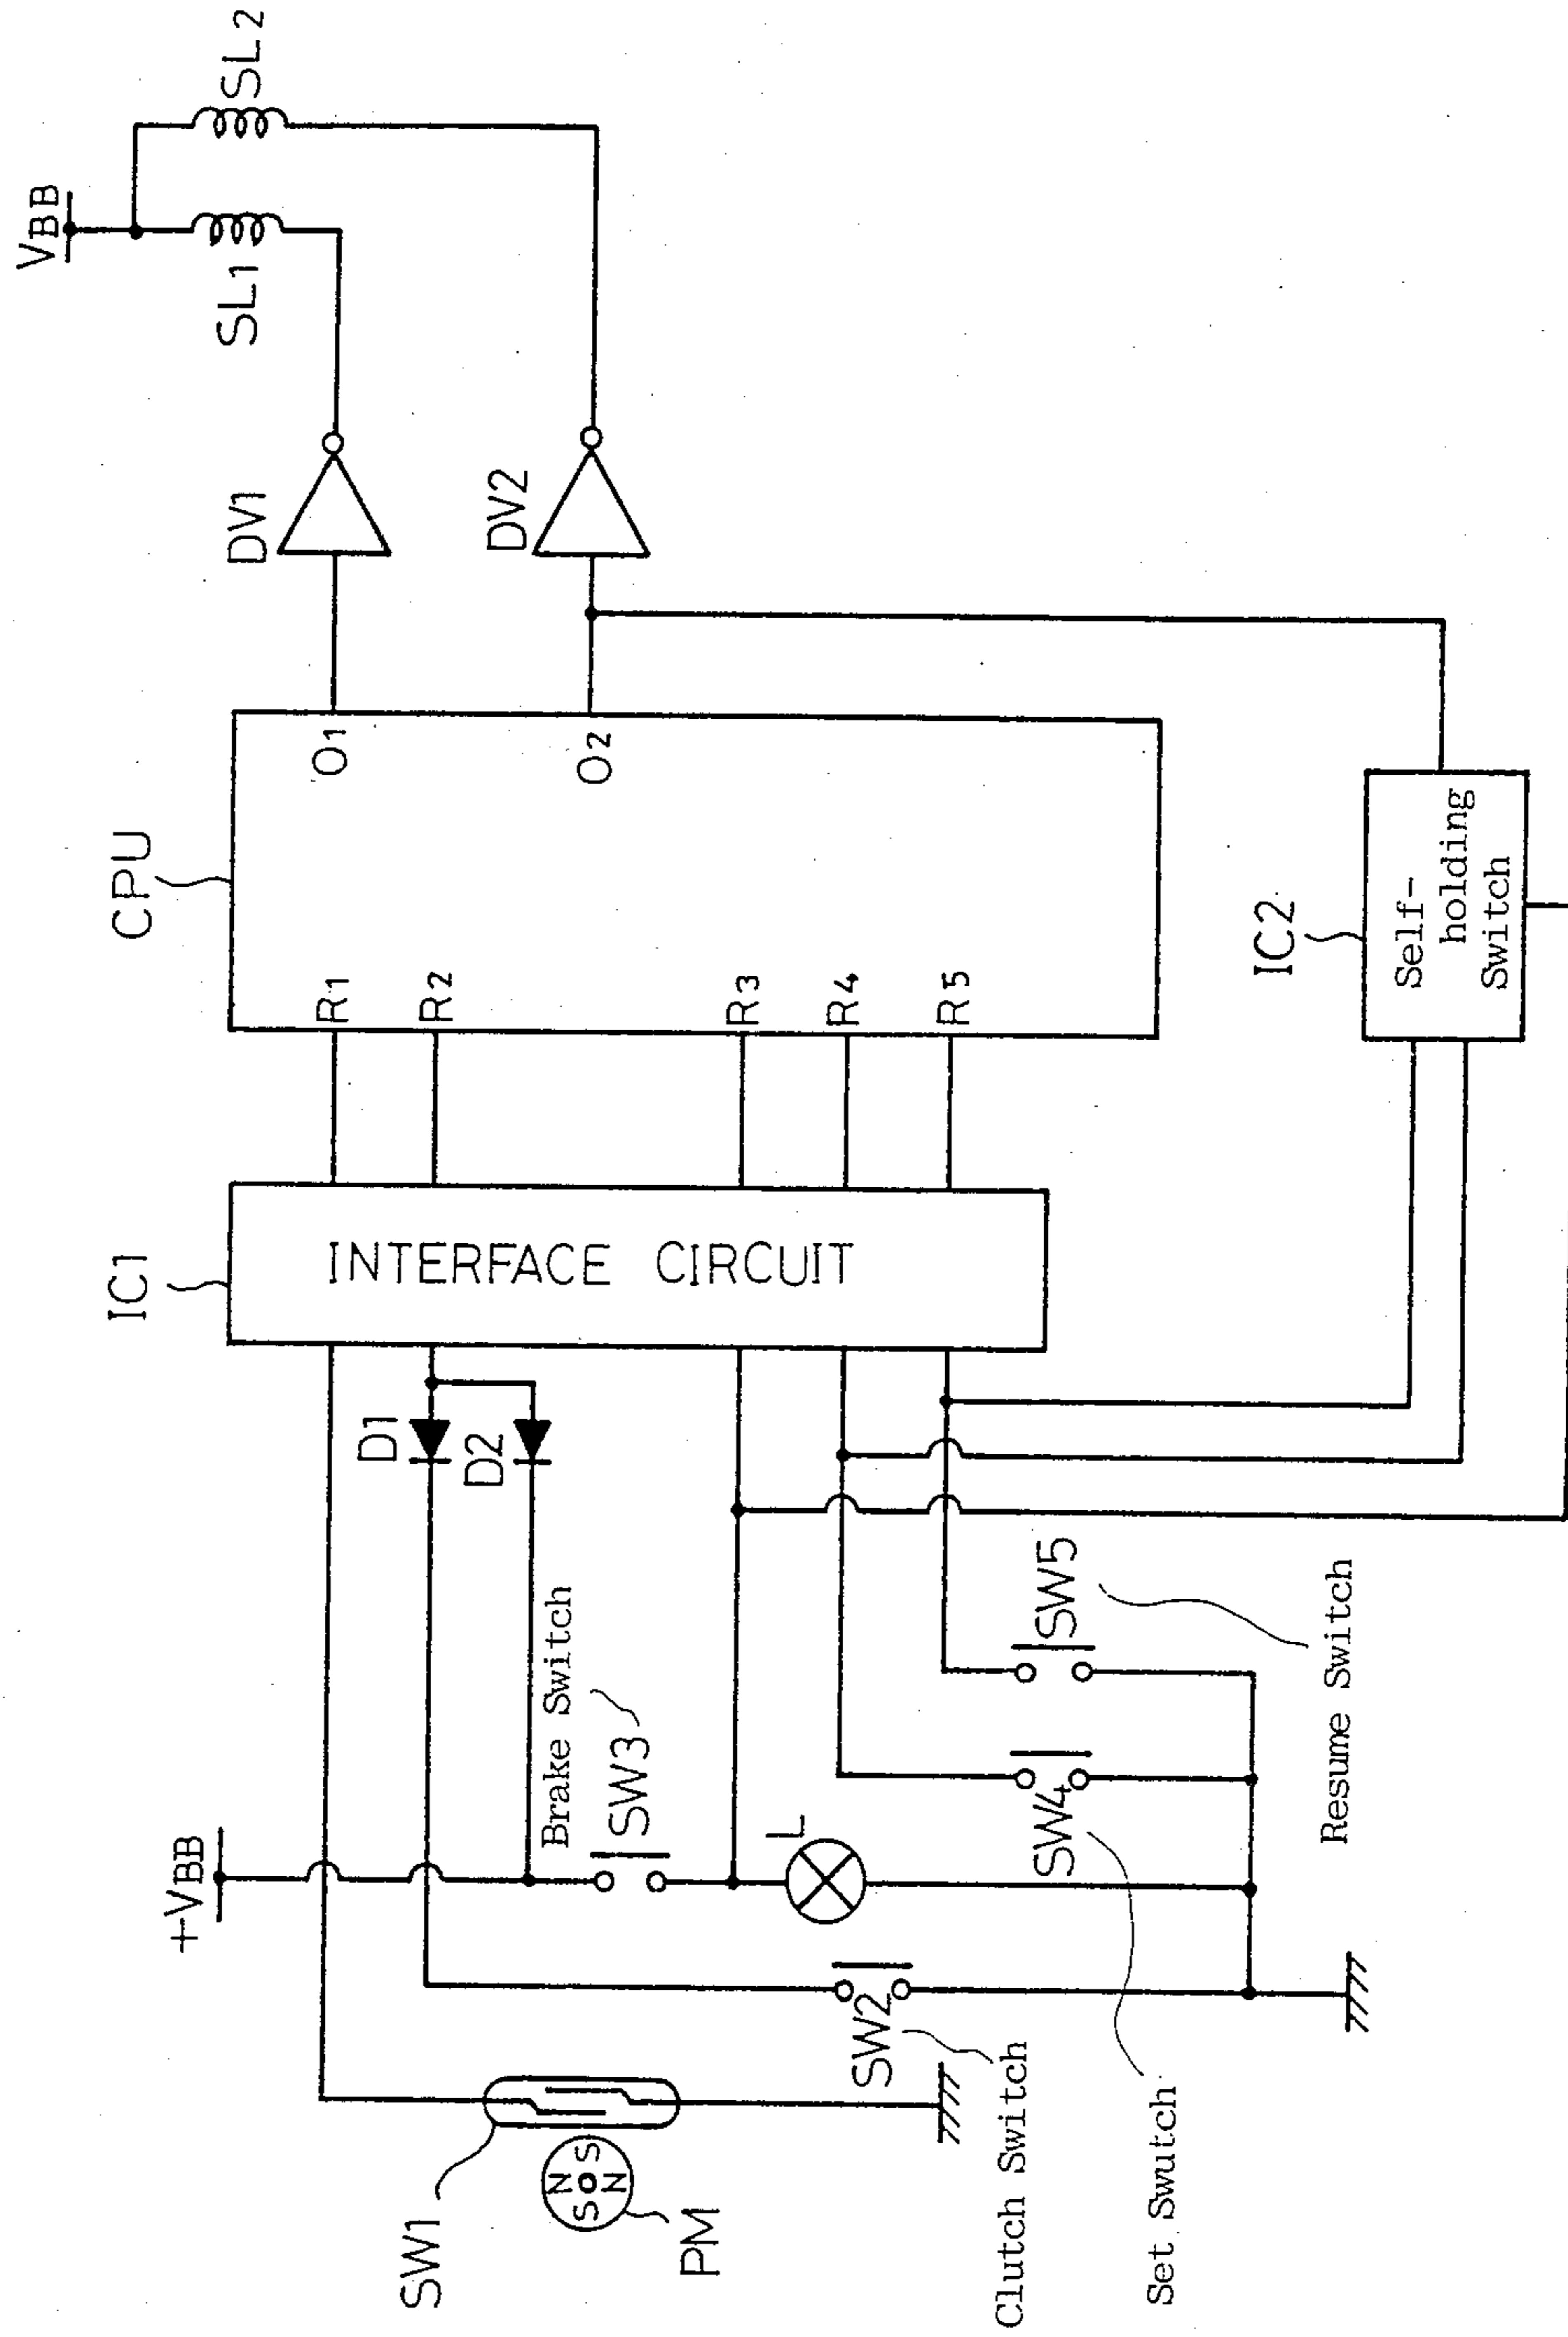 VBB
SL1
SL2
DV1
DV2
CPU
O1
O2
R1
R2
R3
R4
R5
IC2
Self-
holding
Switch
IC1
INTERFACE CIRCUIT
D1
D2
+VBB
Brake Switch
SW3
L
SW5
Resume Switch
SW4
Set Swutch
SW2
Clutch Switch
SW1
N
S
S
N
PM